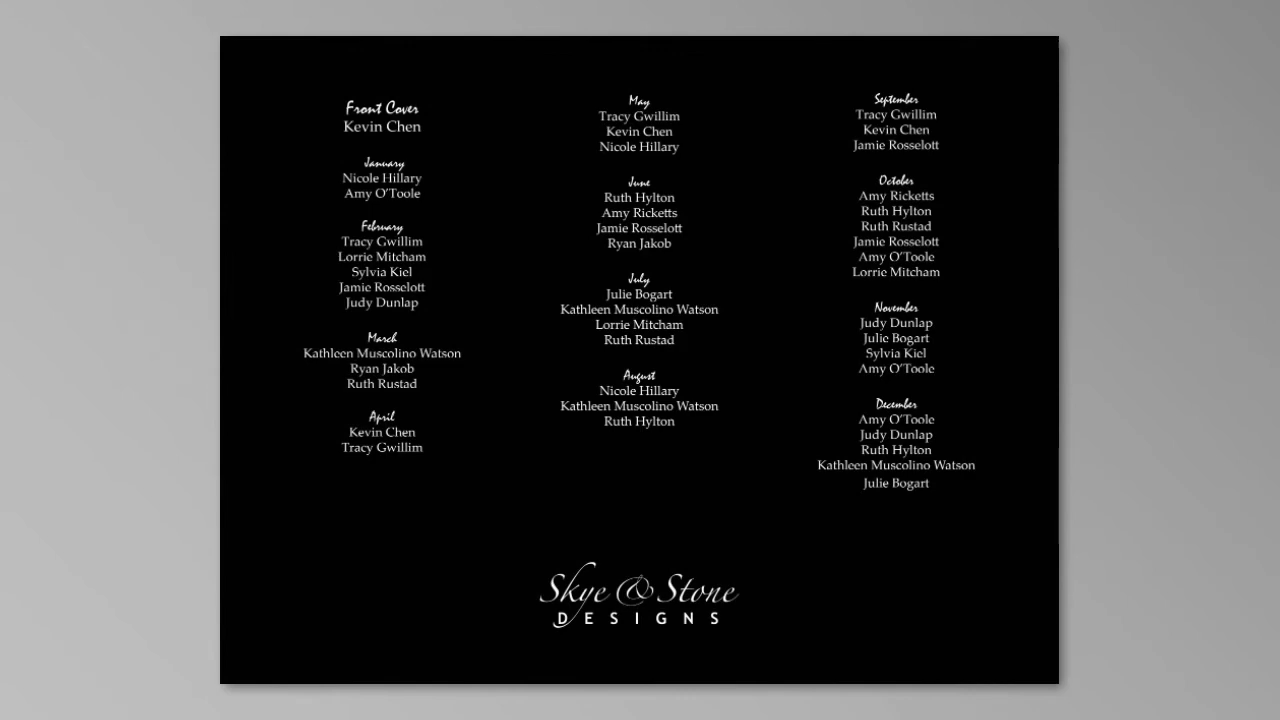 Front Cover
Kevin Chen
January
Nicole Hillary
Amy O'Toole
February
Tracy Gwillim
Lorrie Mitcham
Sylvia Kiel
Jamie Rosselott
Judy Dunlap
March
Kathleen Muscolino Watson
Ryan Jakob
Ruth Rustad
April
Kevin Chen
Tracy Gwillim
May
Tracy Gwillim
Kevin Chen
Nicole Hillary
June
Ruth Hylton
Amy Ricketts
Jamie Rosselott
Ryan Jakob
July
Julie Bogart
Kathleen Muscolino Watson
Lorrie Mitcham
Ruth Rustad
August
Nicole Hillary
Kathleen Muscolino Watson
Ruth Hylton
September
Tracy Gwillim
Kevin Chen
Jamie Rosselott
October
Amy Ricketts
Ruth Hylton
Ruth Rustad
Jamie Rosselott
Amy O'Toole
Lorrie Mitcham
November
Judy Dunlap
Julie Bogart
Sylvia Kiel
Amy O'Toole
December
Amy O'Toole
Judy Dunlap
Ruth Hylton
Kathleen Muscolino Watson
Julie Bogart
Skye & Stone
DESIGNS